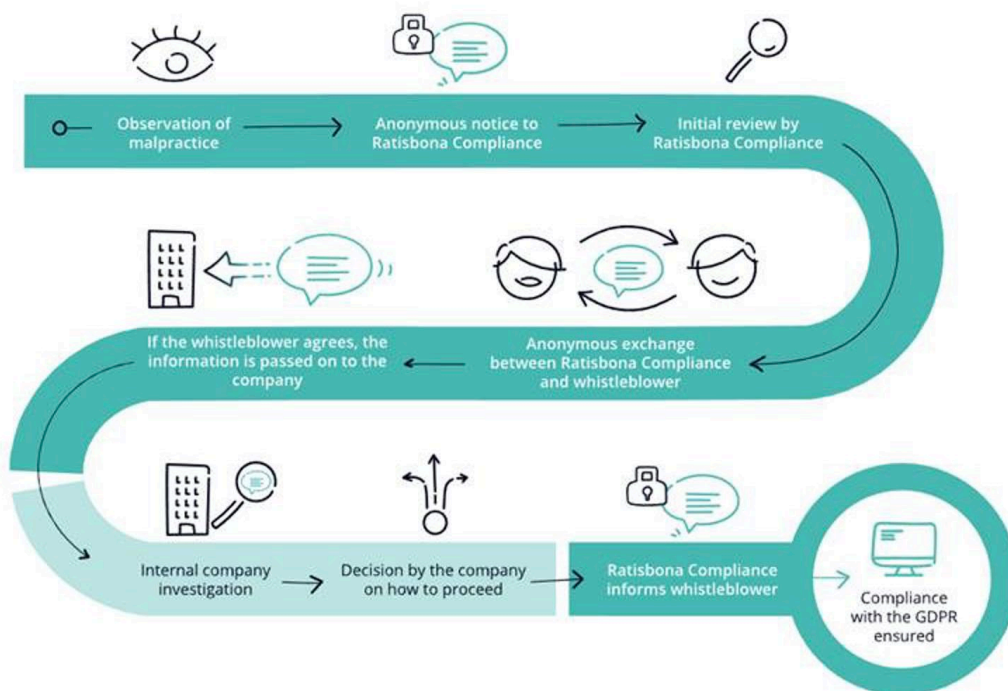 Observation of
malpractice
Anonymous notice to
Ratisbona Compliance
Initial review by
Ratisbona Compliance
Anonymous exchange
between Ratisbona Compliance
and whistleblower
If the whistleblower agrees, the
information is passed on to the
company
Internal company
investigation
Decision by the company
on how to proceed
Ratisbona Compliance
informs whistleblower
Compliance
with the GDPR
ensured